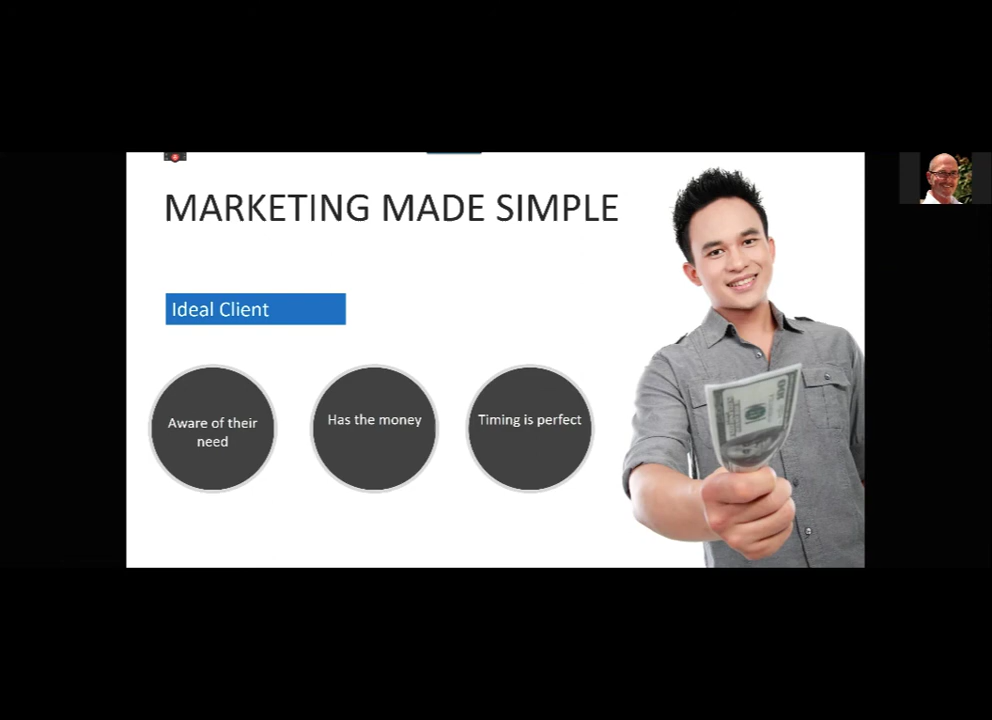 MARKETING MADE SIMPLE
Ideal Client
Aware of their
need
Has the money
Timing is perfect